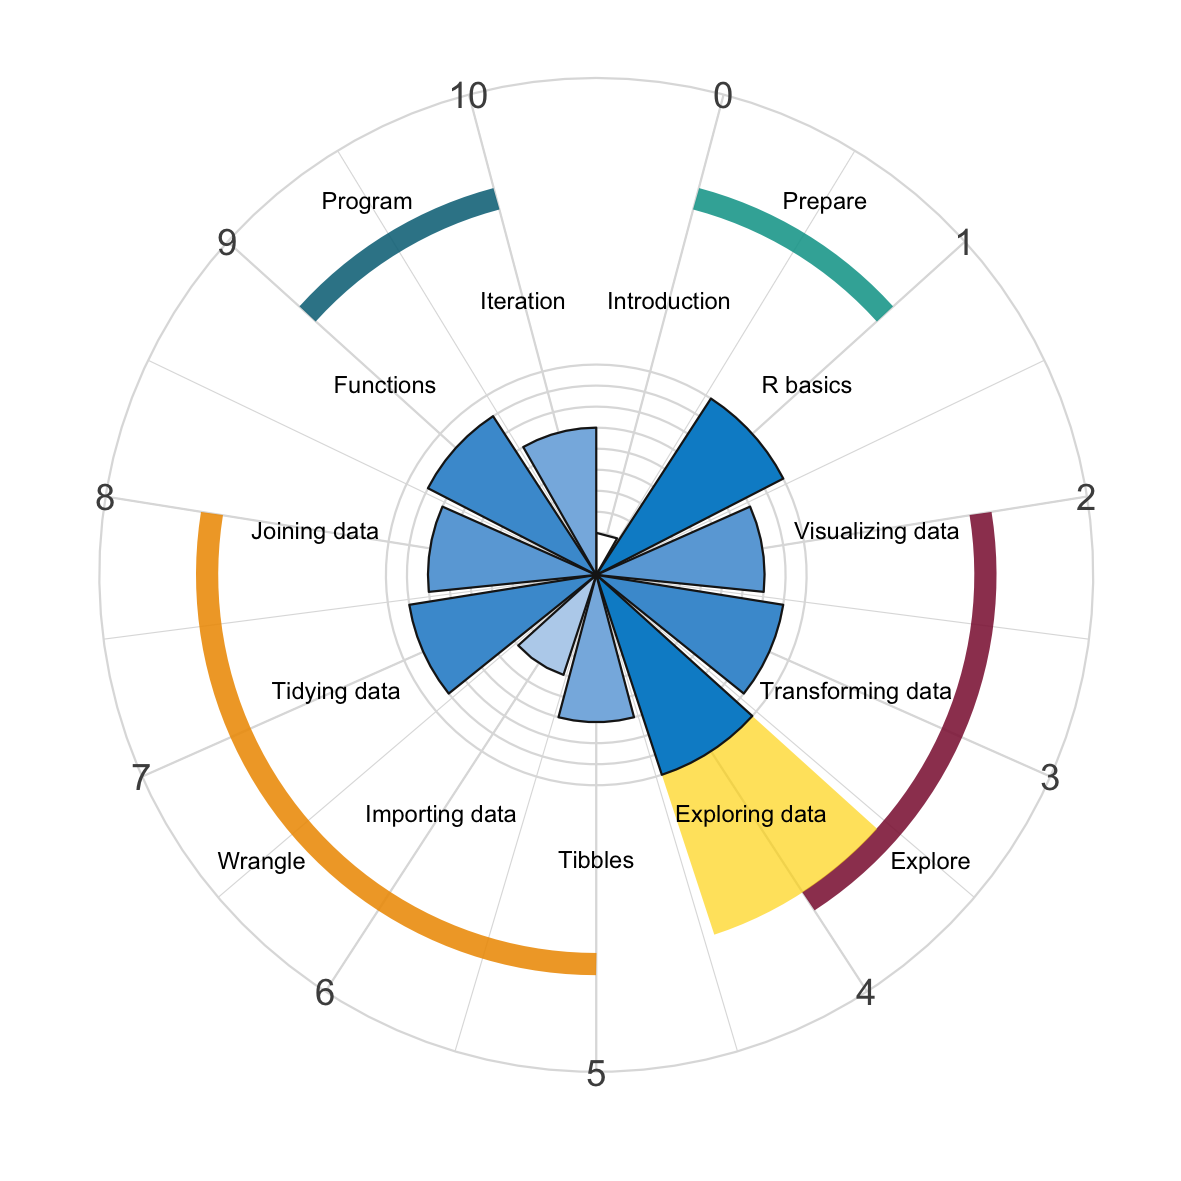 10
0
Program
Prepare
9
1
Iteration
Introduction
Functions
R basics
8
2
Joining data
Visualizing data
Tidying data
Transforming data
7
3
Importing data
Exploring data
Wrangle
Tibbles
Explore
6
4
5